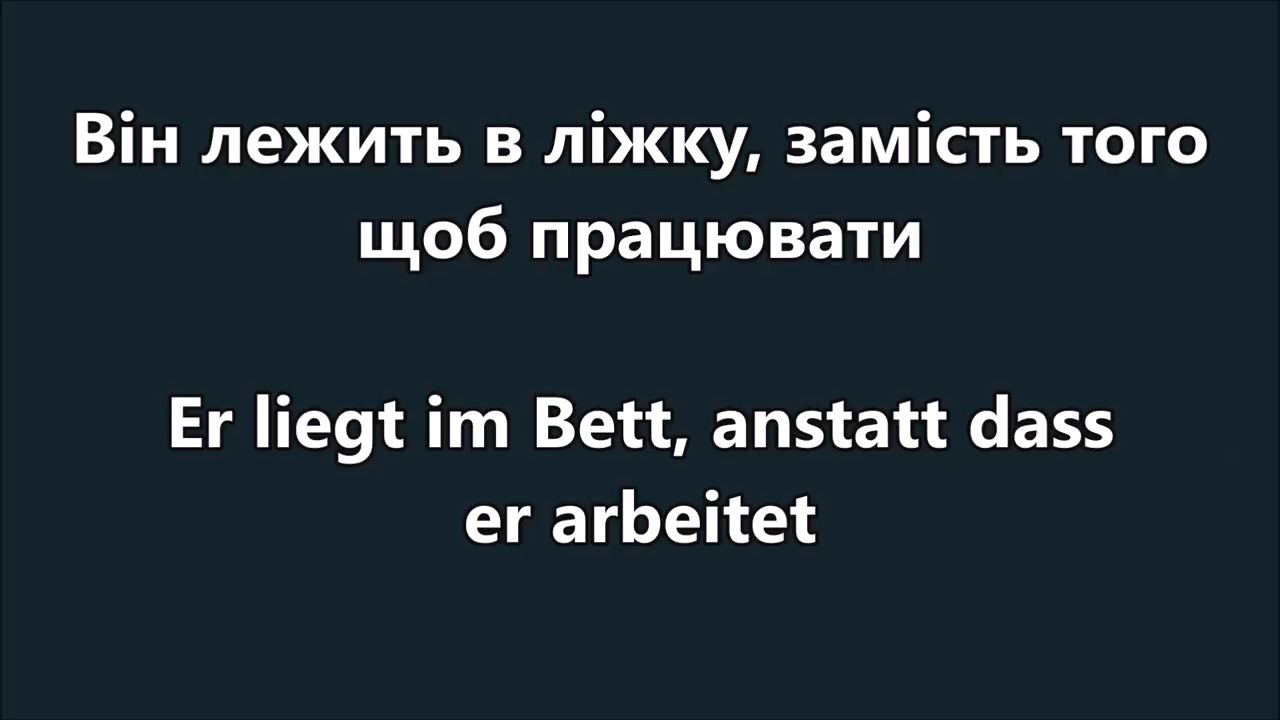 Він лежить в ліжку, замість того
щоб працювати
Er liegt im Bett, anstatt dass
er arbeitet